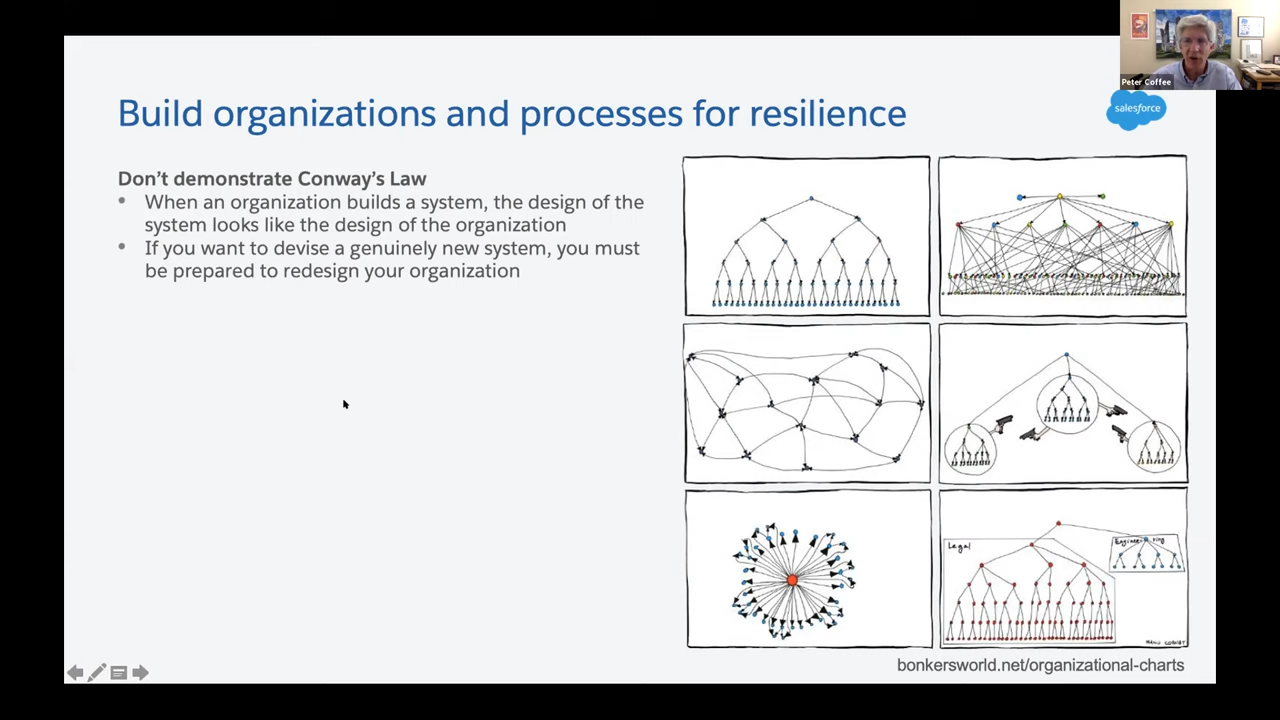 Peter Coffee
Build organizations and processes for resilience
salesforce
Don’t demonstrate Conway’s Law
• When an organization builds a system, the design of the
system looks like the design of the organization
• If you want to devise a genuinely new system, you must
be prepared to redesign your organization
Legal
Engineering
MANU CORNET
bonkersworld.net/organizational-charts